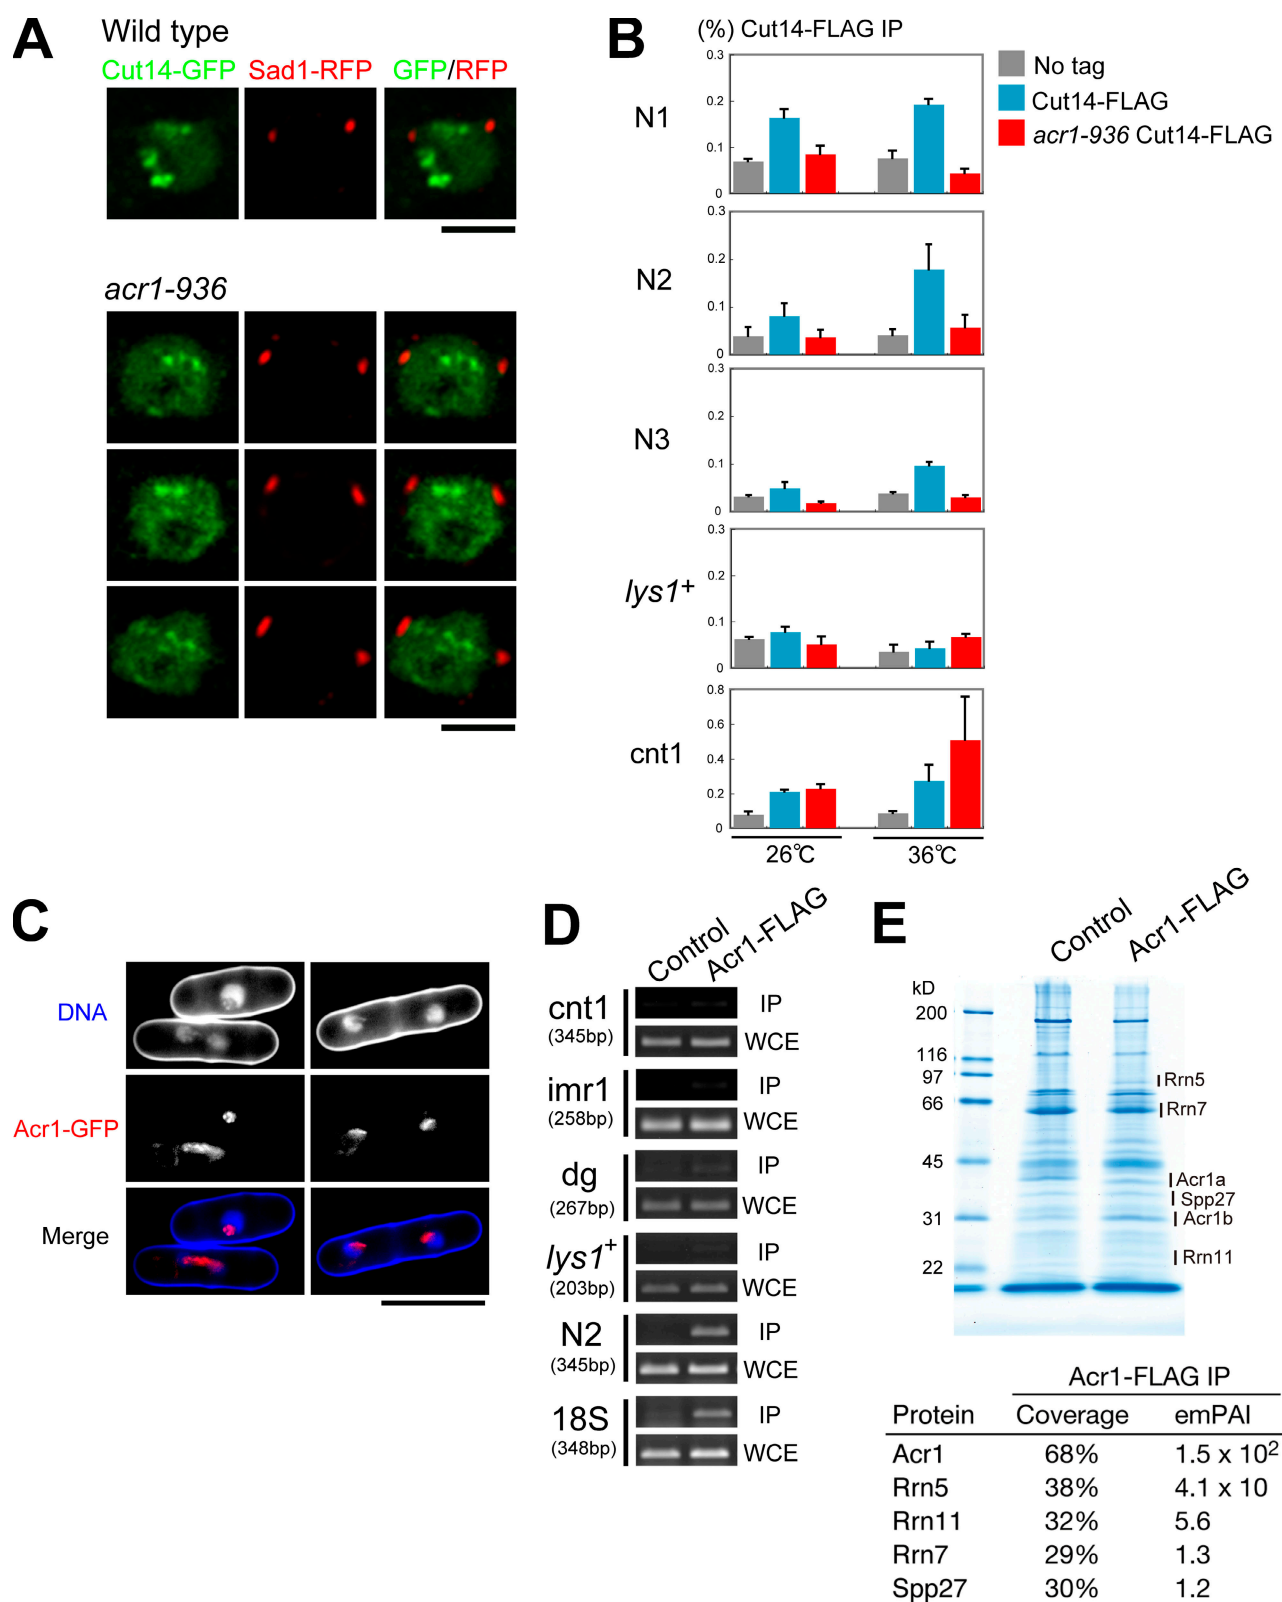 A
Wild type
Cut14-GFP Sad1-RFP GFP/RFP
acr1-936
B
(%) Cut14-FLAG IP
No tag
Cut14-FLAG
acr1-936 Cut14-FLAG
N1
0.3
0.2
0.1
0
N2
0.3
0.2
0.1
0
N3
0.3
0.2
0.1
0
lys1+
0.3
0.2
0.1
0
cnt1
0.8
0.6
0.4
0.2
0
26℃ 36℃
C
DNA
Acr1-GFP
Merge
D
Control Acr1-FLAG
cnt1 IP
(345bp) WCE
imr1 IP
(258bp) WCE
dg IP
(267bp) WCE
lys1+ IP
(203bp) WCE
N2 IP
(345bp) WCE
18S IP
(348bp) WCE
E
Control Acr1-FLAG
kD
200
116
97
66
45
31
22
Rrn5
Rrn7
Acr1a
Spp27
Acr1b
Rrn11
Acr1-FLAG IP
Protein Coverage emPAI
Acr1 68% 1.5 x 10²
Rrn5 38% 4.1 x 10
Rrn11 32% 5.6
Rrn7 29% 1.3
Spp27 30% 1.2